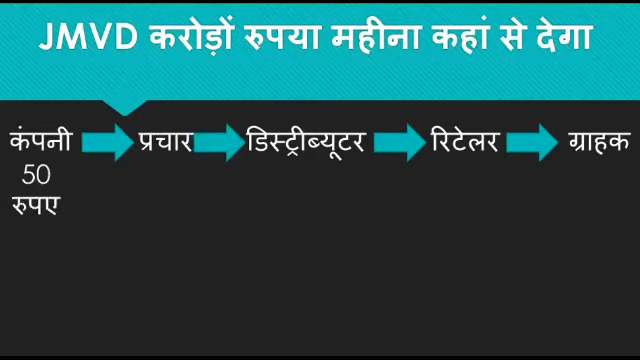 JMVD करोड़ों रुपया महीना कहां से देगा
कंपनी प्रचार डिस्ट्रीब्यूटर रिटेलर ग्राहक
50
रुपए